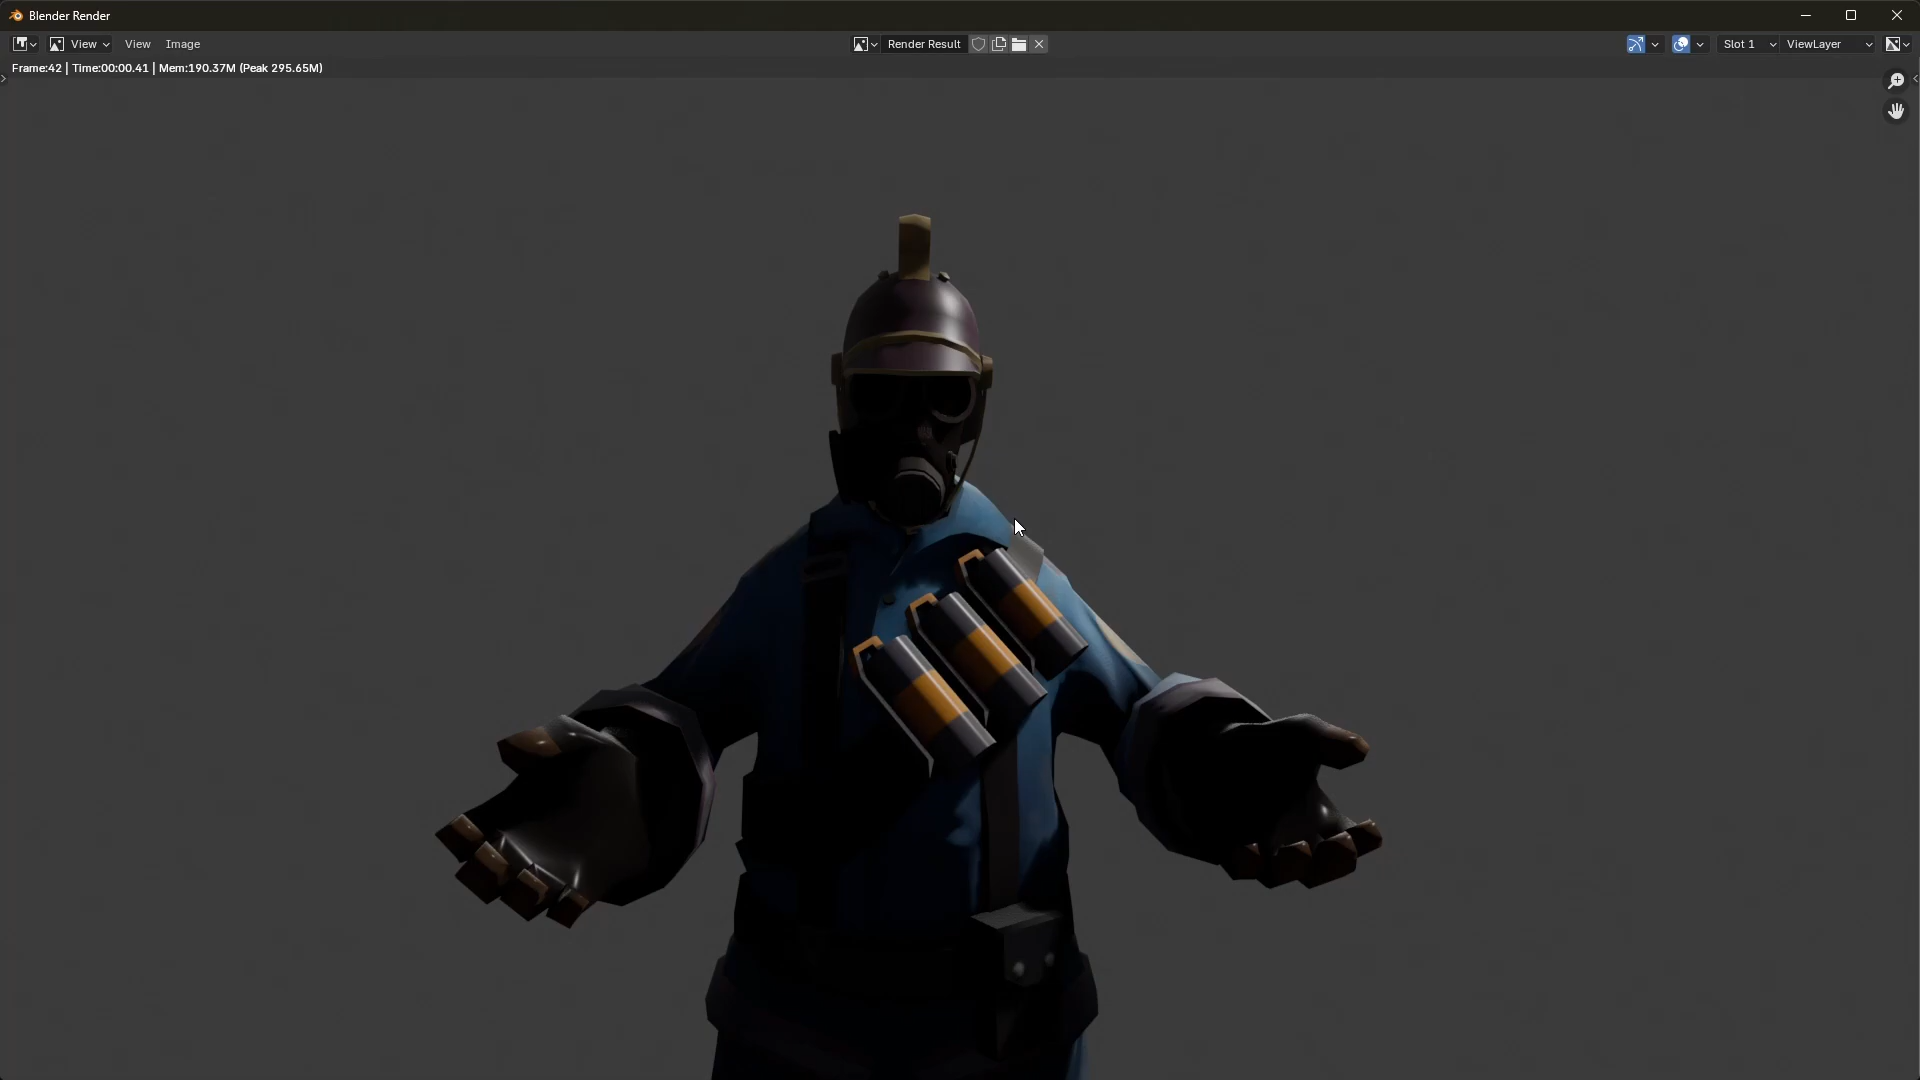 Blender Render
View View Image Render Result Slot 1 ViewLayer
Frame:42 | Time:00:00.41 | Mem:190.37M (Peak 295.65M)